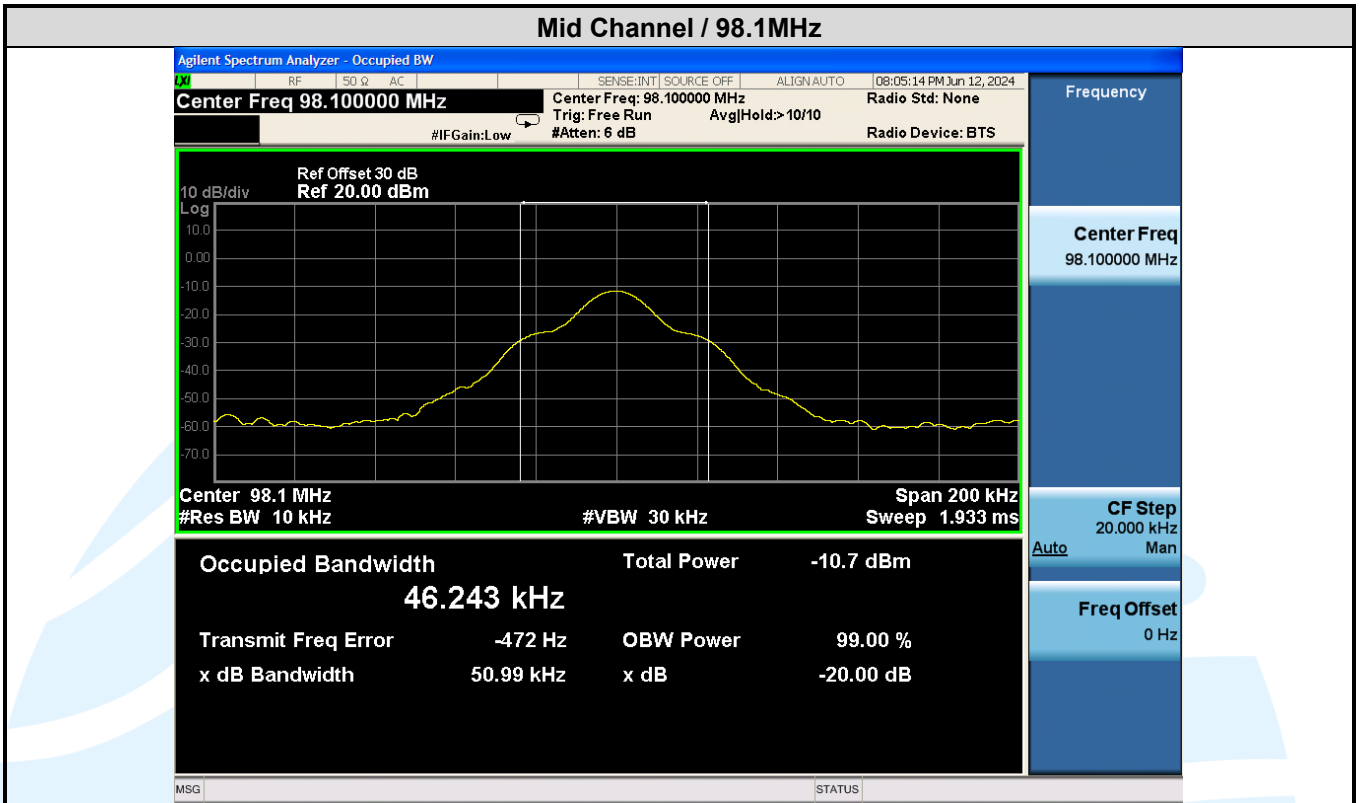 Mid Channel / 98.1MHz
Agilent Spectrum Analyzer - Occupied BW
LXI RF 50 Ω AC SENSE:INT SOURCE OFF ALIGN AUTO 08:05:14 PM Jun 12, 2024
Center Freq 98.100000 MHz
Center Freq: 98.100000 MHz Radio Std: None
Trig: Free Run Avg|Hold:> 10/10
#IFGain:Low #Atten: 6 dB Radio Device: BTS
Frequency
Ref Offset 30 dB
10 dB/div Ref 20.00 dBm
Log
10.0
0.00
-10.0
-20.0
-30.0
-40.0
-50.0
-60.0
-70.0
Center 98.1 MHz Span 200 kHz
#Res BW 10 kHz #VBW 30 kHz Sweep 1.933 ms
Occupied Bandwidth Total Power -10.7 dBm
46.243 kHz
Transmit Freq Error -472 Hz OBW Power 99.00 %
x dB Bandwidth 50.99 kHz x dB -20.00 dB
Center Freq
98.100000 MHz
CF Step
20.000 kHz
Auto Man
Freq Offset
0 Hz
MSG STATUS